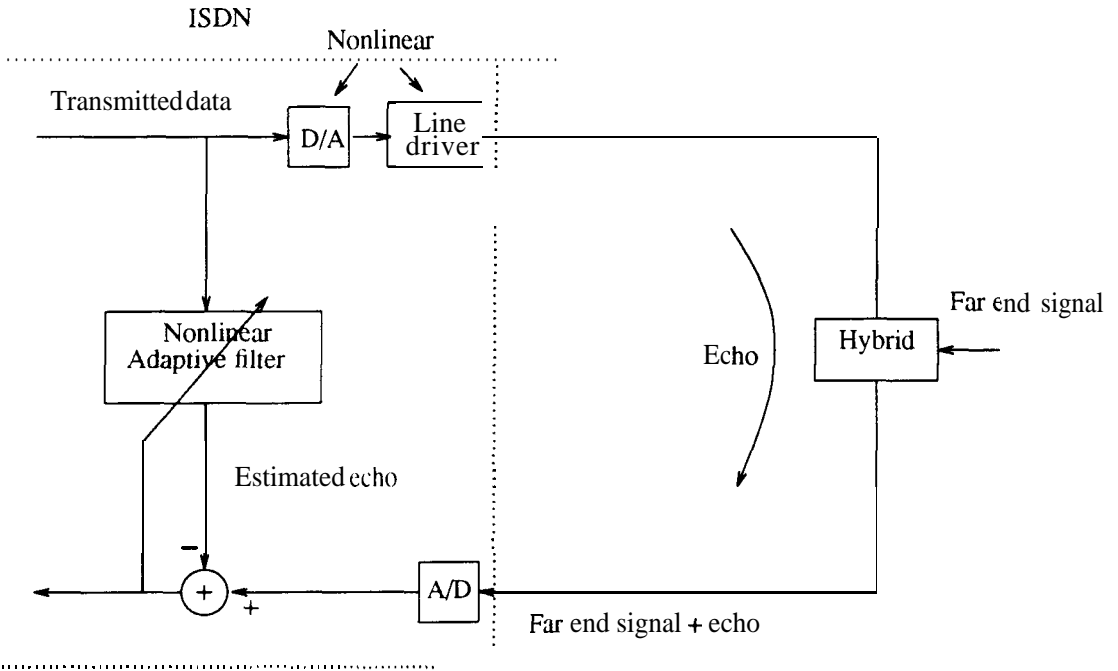 ISDN
Nonlinear
Transmitted data
D/A
Line
driver
Nonlinear
Adaptive filter
Echo
Hybrid
Far end signal
Estimated echo
−
+
+
A/D
Far end signal + echo